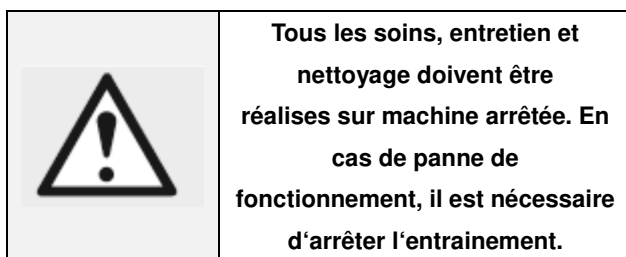 Tous les soins, entretien et
nettoyage doivent être
réalises sur machine arrêtée. En
cas de panne de
fonctionnement, il est nécessaire
d‘arrêter l‘entrainement.